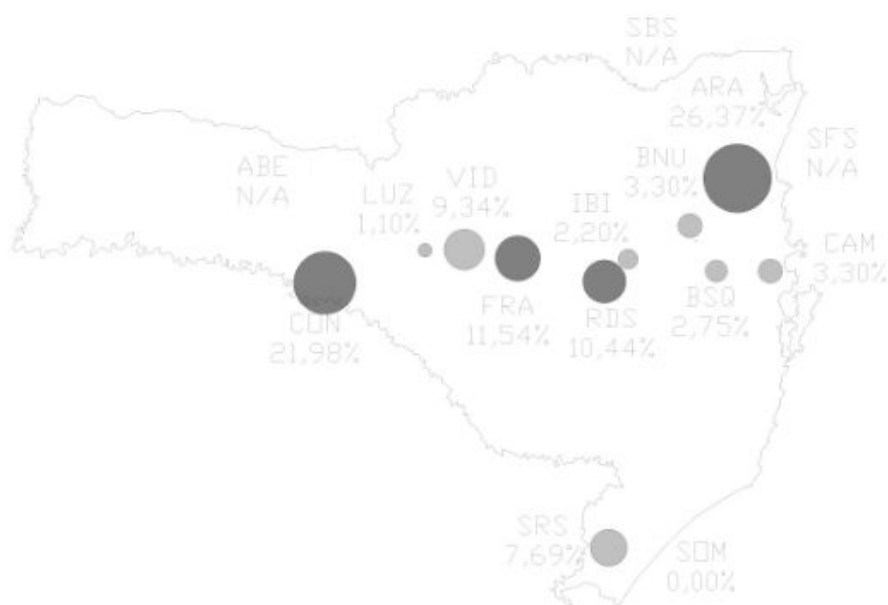 SBS
N/A
ARA
26,37%
SFS
N/A
BNU
3,30%
ABE
N/A
VID
9,34%
LUZ
1,10%
IBI
2,20%
CAM
3,30%
FRA
11,54%
RDS
10,44%
BSQ
2,75%
CON
21,98%
SRS
7,69%
SOM
0,00%